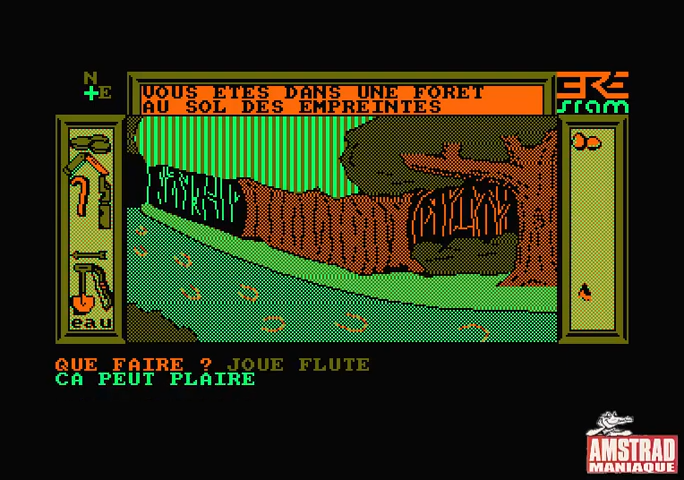 N
E
VOUS ETES DANS UNE FORET
AU SOL DES EMPREINTES
ERE
sram
eau
QUE FAIRE ? JOUE FLUTE
CA PEUT PLAIRE
AMSTRAD
MANIAQUE